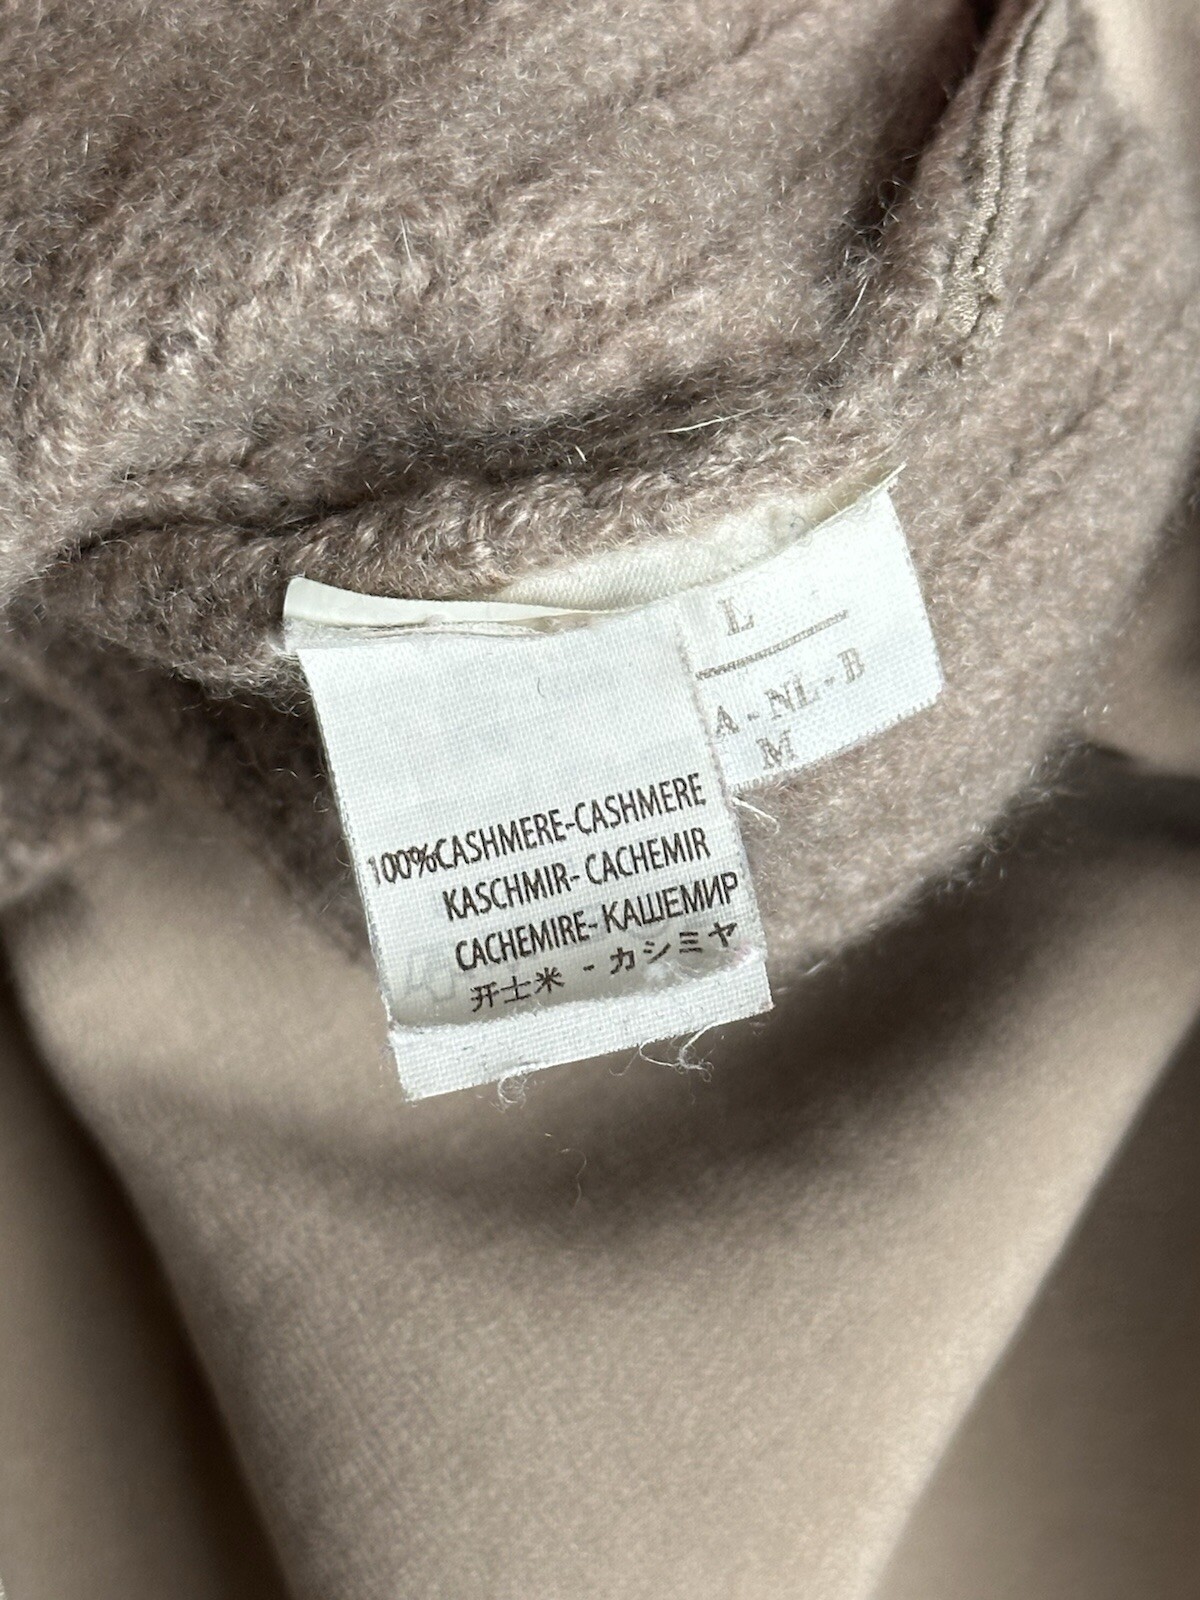 L
A - NL - B
M
100%CASHMERE-CASHMERE
KASCHMIR- CACHEMIR
CACHEMIRE- КАШЕМИР
开士米 - カシミヤ